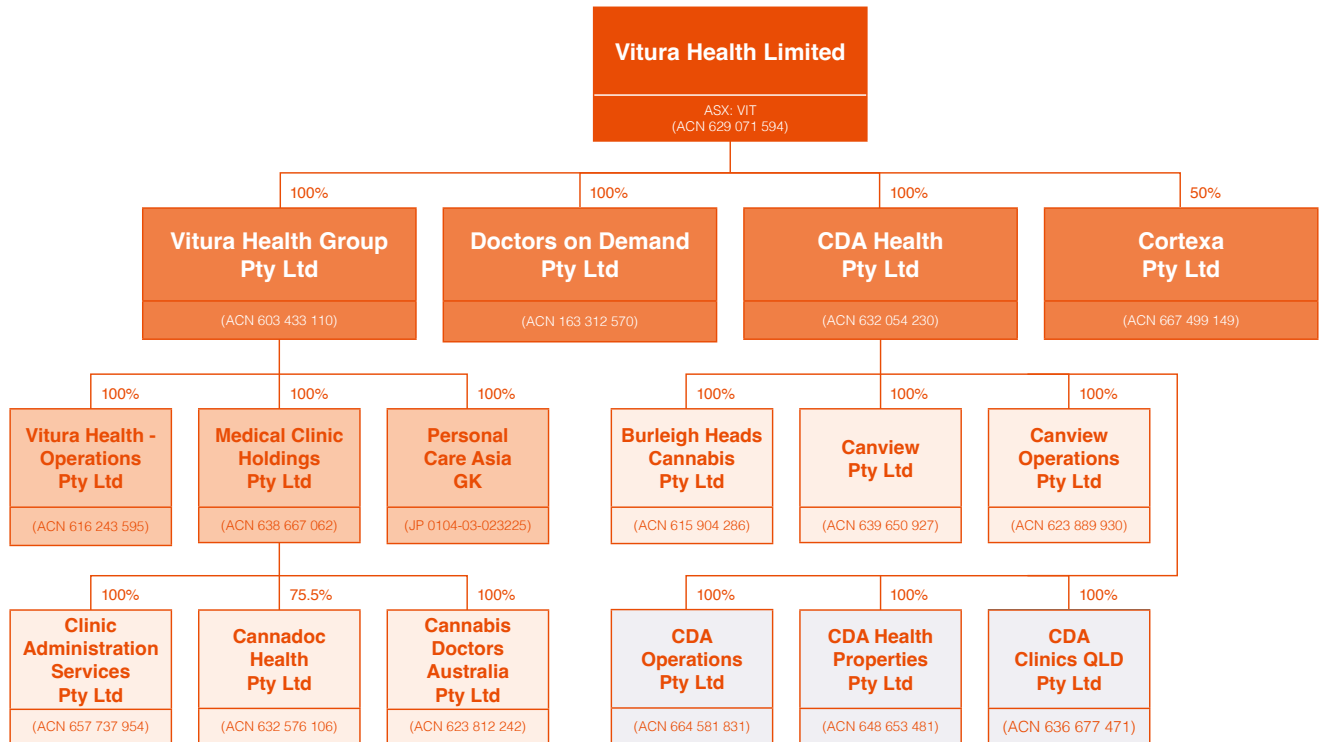 Vitura Health Limited
ASX: VIT
(ACN 629 071 594)
100%
100%
100%
50%
Vitura Health Group
Pty Ltd
(ACN 603 433 110)
Doctors on Demand
Pty Ltd
(ACN 163 312 570)
CDA Health
Pty Ltd
(ACN 632 054 230)
Cortexa
Pty Ltd
(ACN 667 499 149)
100%
100%
100%
100%
100%
100%
Vitura Health -
Operations
Pty Ltd
(ACN 616 243 595)
Medical Clinic
Holdings
Pty Ltd
(ACN 638 667 062)
Personal
Care Asia
GK
(JP 0104-03-023225)
Burleigh Heads
Cannabis
Pty Ltd
(ACN 615 904 286)
Canview
Pty Ltd
(ACN 639 650 927)
Canview
Operations
Pty Ltd
(ACN 623 889 930)
100%
75.5%
100%
100%
100%
100%
Clinic
Administration
Services
Pty Ltd
(ACN 657 737 954)
Cannadoc
Health
Pty Ltd
(ACN 632 576 106)
Cannabis
Doctors
Australia
Pty Ltd
(ACN 623 812 242)
CDA
Operations
Pty Ltd
(ACN 664 581 831)
CDA Health
Properties
Pty Ltd
(ACN 648 653 481)
CDA
Clinics QLD
Pty Ltd
(ACN 636 677 471)